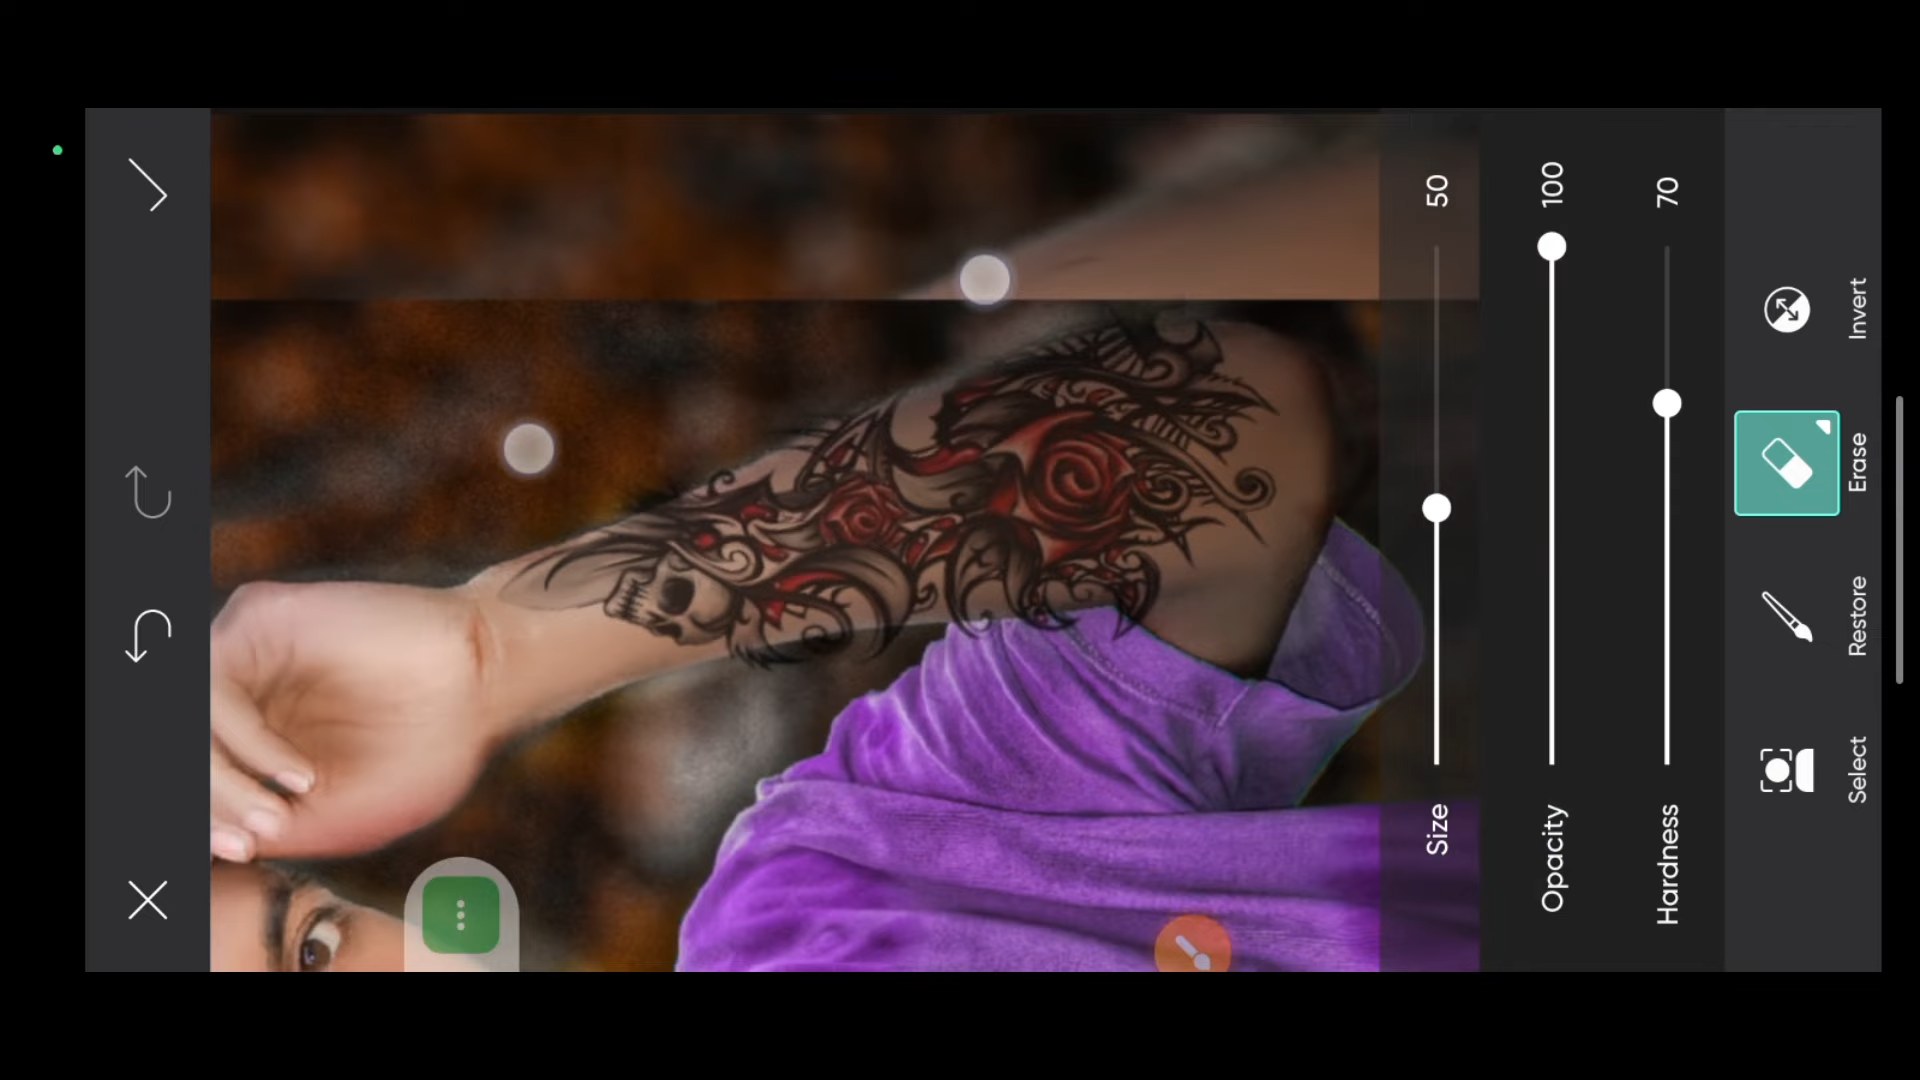 Size 50
Opacity 100
Hardness 70
Select
Restore
Erase
Invert